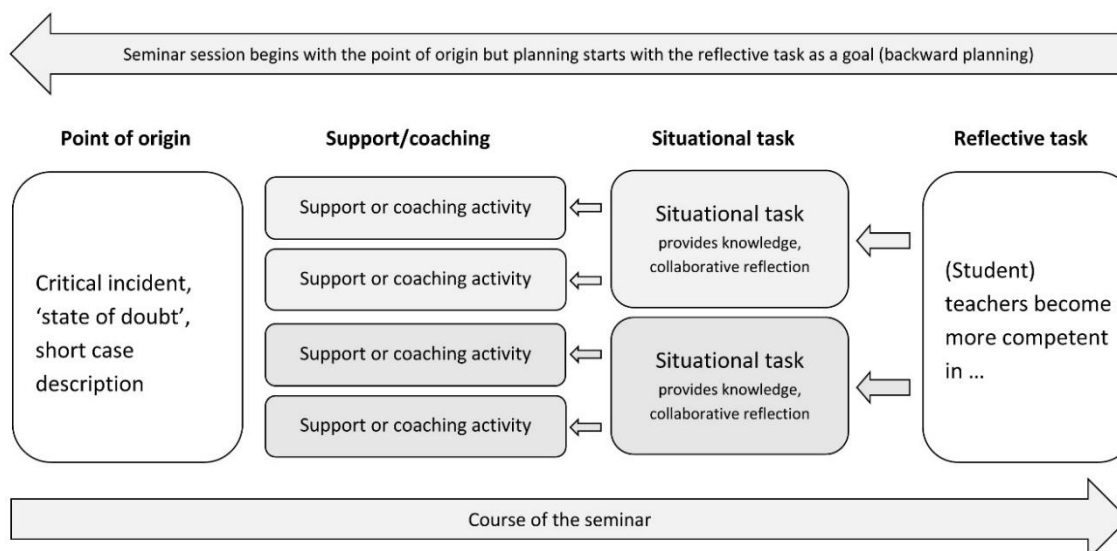 Seminar session begins with the point of origin but planning starts with the reflective task as a goal (backward planning)
Point of origin
Support/coaching
Situational task
Reflective task
Critical incident,
‘state of doubt’,
short case
description
Support or coaching activity
Support or coaching activity
Support or coaching activity
Support or coaching activity
Situational task
provides knowledge,
collaborative reflection
Situational task
provides knowledge,
collaborative reflection
(Student)
teachers become
more competent
in ...
Course of the seminar